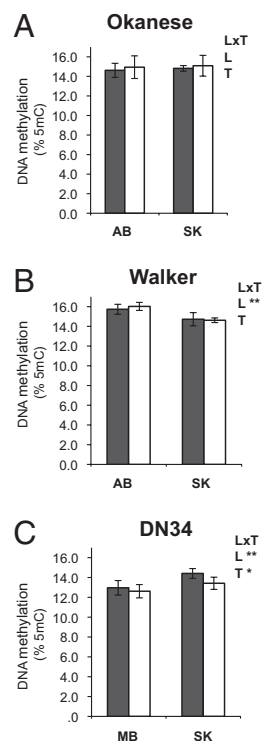 A
Okanese
LxT
L
T
DNA methylation
(% 5mC)
16.0
14.0
12.0
10.0
8.0
6.0
4.0
2.0
0.0
AB
SK
B
Walker
LxT
L **
T
DNA methylation
(% 5mC)
16.0
14.0
12.0
10.0
8.0
6.0
4.0
2.0
0.0
AB
SK
C
DN34
LxT
L **
T *
DNA methylation
(% 5mC)
16.0
14.0
12.0
10.0
8.0
6.0
4.0
2.0
0.0
MB
SK